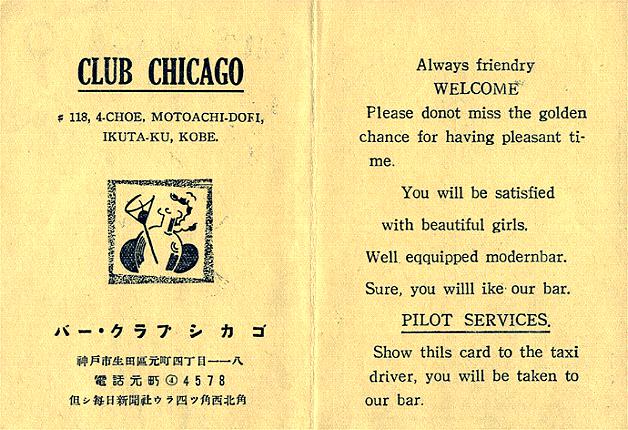 CLUB CHICAGO
# 118, 4-CHOE, MOTOACHI-DOFI,
IKUTA-KU, KOBE.
バー・クラブ シカゴ
神戸市生田區元町四丁目一一八
電話元町④4578
但シ每日新聞社ウラ四ツ角西北角
Always friendry
WELCOME
Please donot miss the golden
chance for having pleasant ti-
me.
You will be satisfied
with beautiful girls.
Well eqquipped modernbar.
Sure, you willl ike our bar.
PILOT SERVICES.
Show thils card to the taxi
driver, you will be taken to
our bar.